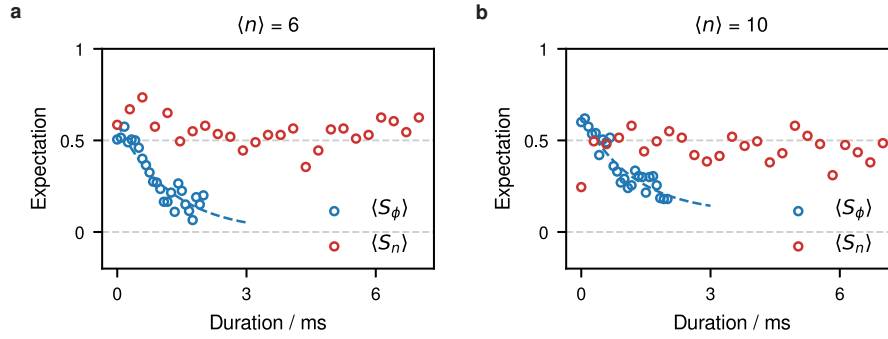 a
⟨n⟩ = 6
1
0.5
0
Expectation
⟨S_ϕ⟩
⟨S_n⟩
0
3
6
Duration / ms
b
⟨n⟩ = 10
1
0.5
0
Expectation
⟨S_ϕ⟩
⟨S_n⟩
0
3
6
Duration / ms